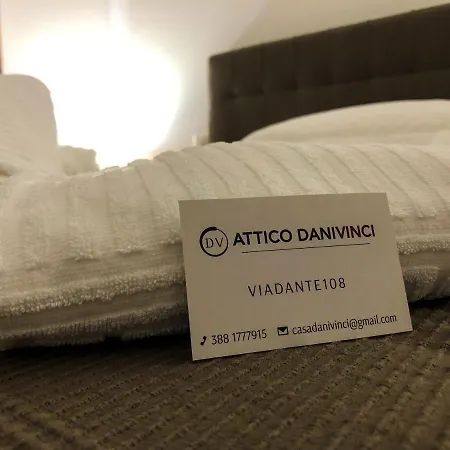 DV ATTICO DANIVINCI
VIADANTE108
388 1777915 casadanivinci@gmail.com